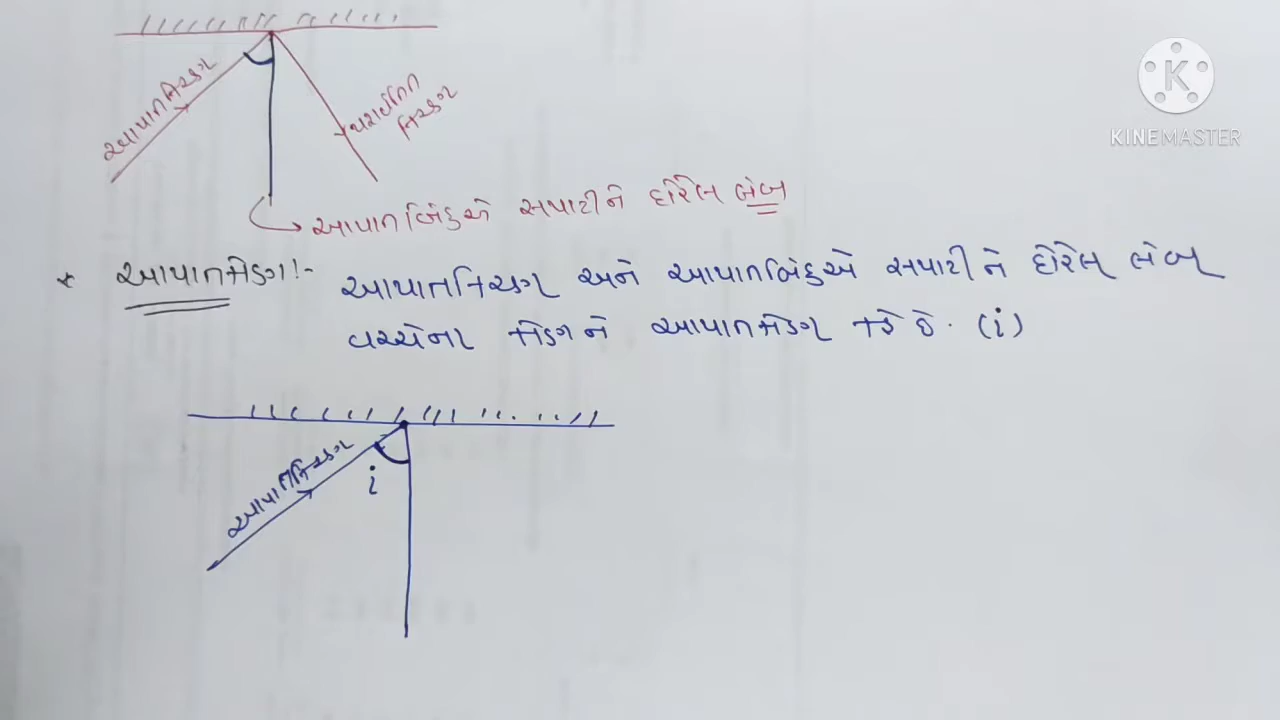 આપાતકિરણ
પરાવર્તિત
કિરણ
KINEMASTER
આપાતબિંદુએ સપાટીને દોરેલ લંબ
* આપાતકોણ :- આપાતકિરણ અને આપાતબિંદુએ સપાટીને દોરેલ લંબ
વચ્ચેના કોણને આપાતકોણ કહે છે. (i)
આપાતકિરણ
i